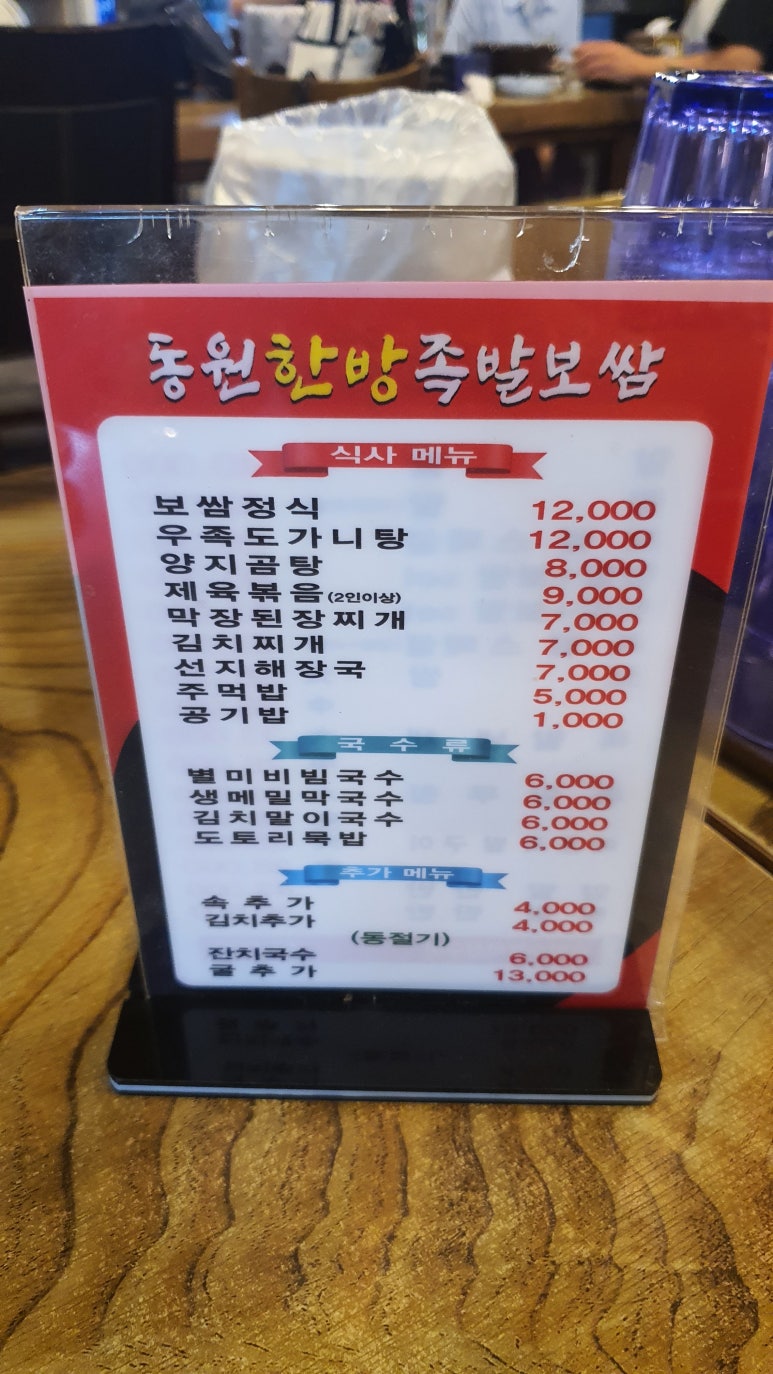 동원한방족발보쌈
식사 메뉴
보쌈정식 12,000
우족도가니탕 12,000
양지곰탕 8,000
제육볶음(2인이상) 9,000
막장된장찌개 7,000
김치찌개 7,000
선지해장국 7,000
주먹밥 5,000
공기밥 1,000
국수류
별미비빔국수 6,000
생메밀막국수 6,000
김치말이국수 6,000
도토리묵밥 6,000
추가 메뉴
속추가 4,000
김치추가 4,000
(동절기)
잔치국수 6,000
굴추가 13,000